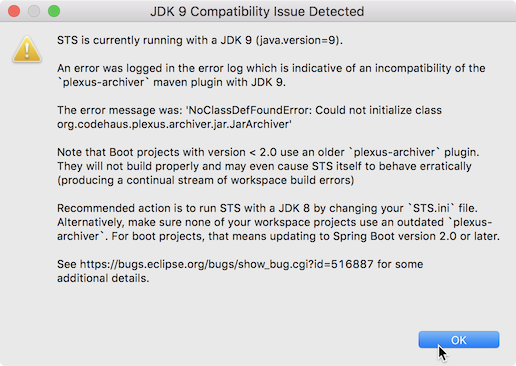 JDK 9 Compatibility Issue Detected
STS is currently running with a JDK 9 (java.version=9).
An error was logged in the error log which is indicative of an incompatibility of the
`plexus-archiver` maven plugin with JDK 9.
The error message was: 'NoClassDefFoundError: Could not initialize class
org.codehaus.plexus.archiver.jar.JarArchiver'
Note that Boot projects with version < 2.0 use an older `plexus-archiver` plugin.
They will not build properly and may even cause STS itself to behave erratically
(producing a continual stream of workspace build errors)
Recommended action is to run STS with a JDK 8 by changing your `STS.ini` file.
Alternatively, make sure none of your workspace projects use an outdated `plexus-
archiver`. For boot projects, that means updating to Spring Boot version 2.0 or later.
See https://bugs.eclipse.org/bugs/show_bug.cgi?id=516887 for some
additional details.
OK